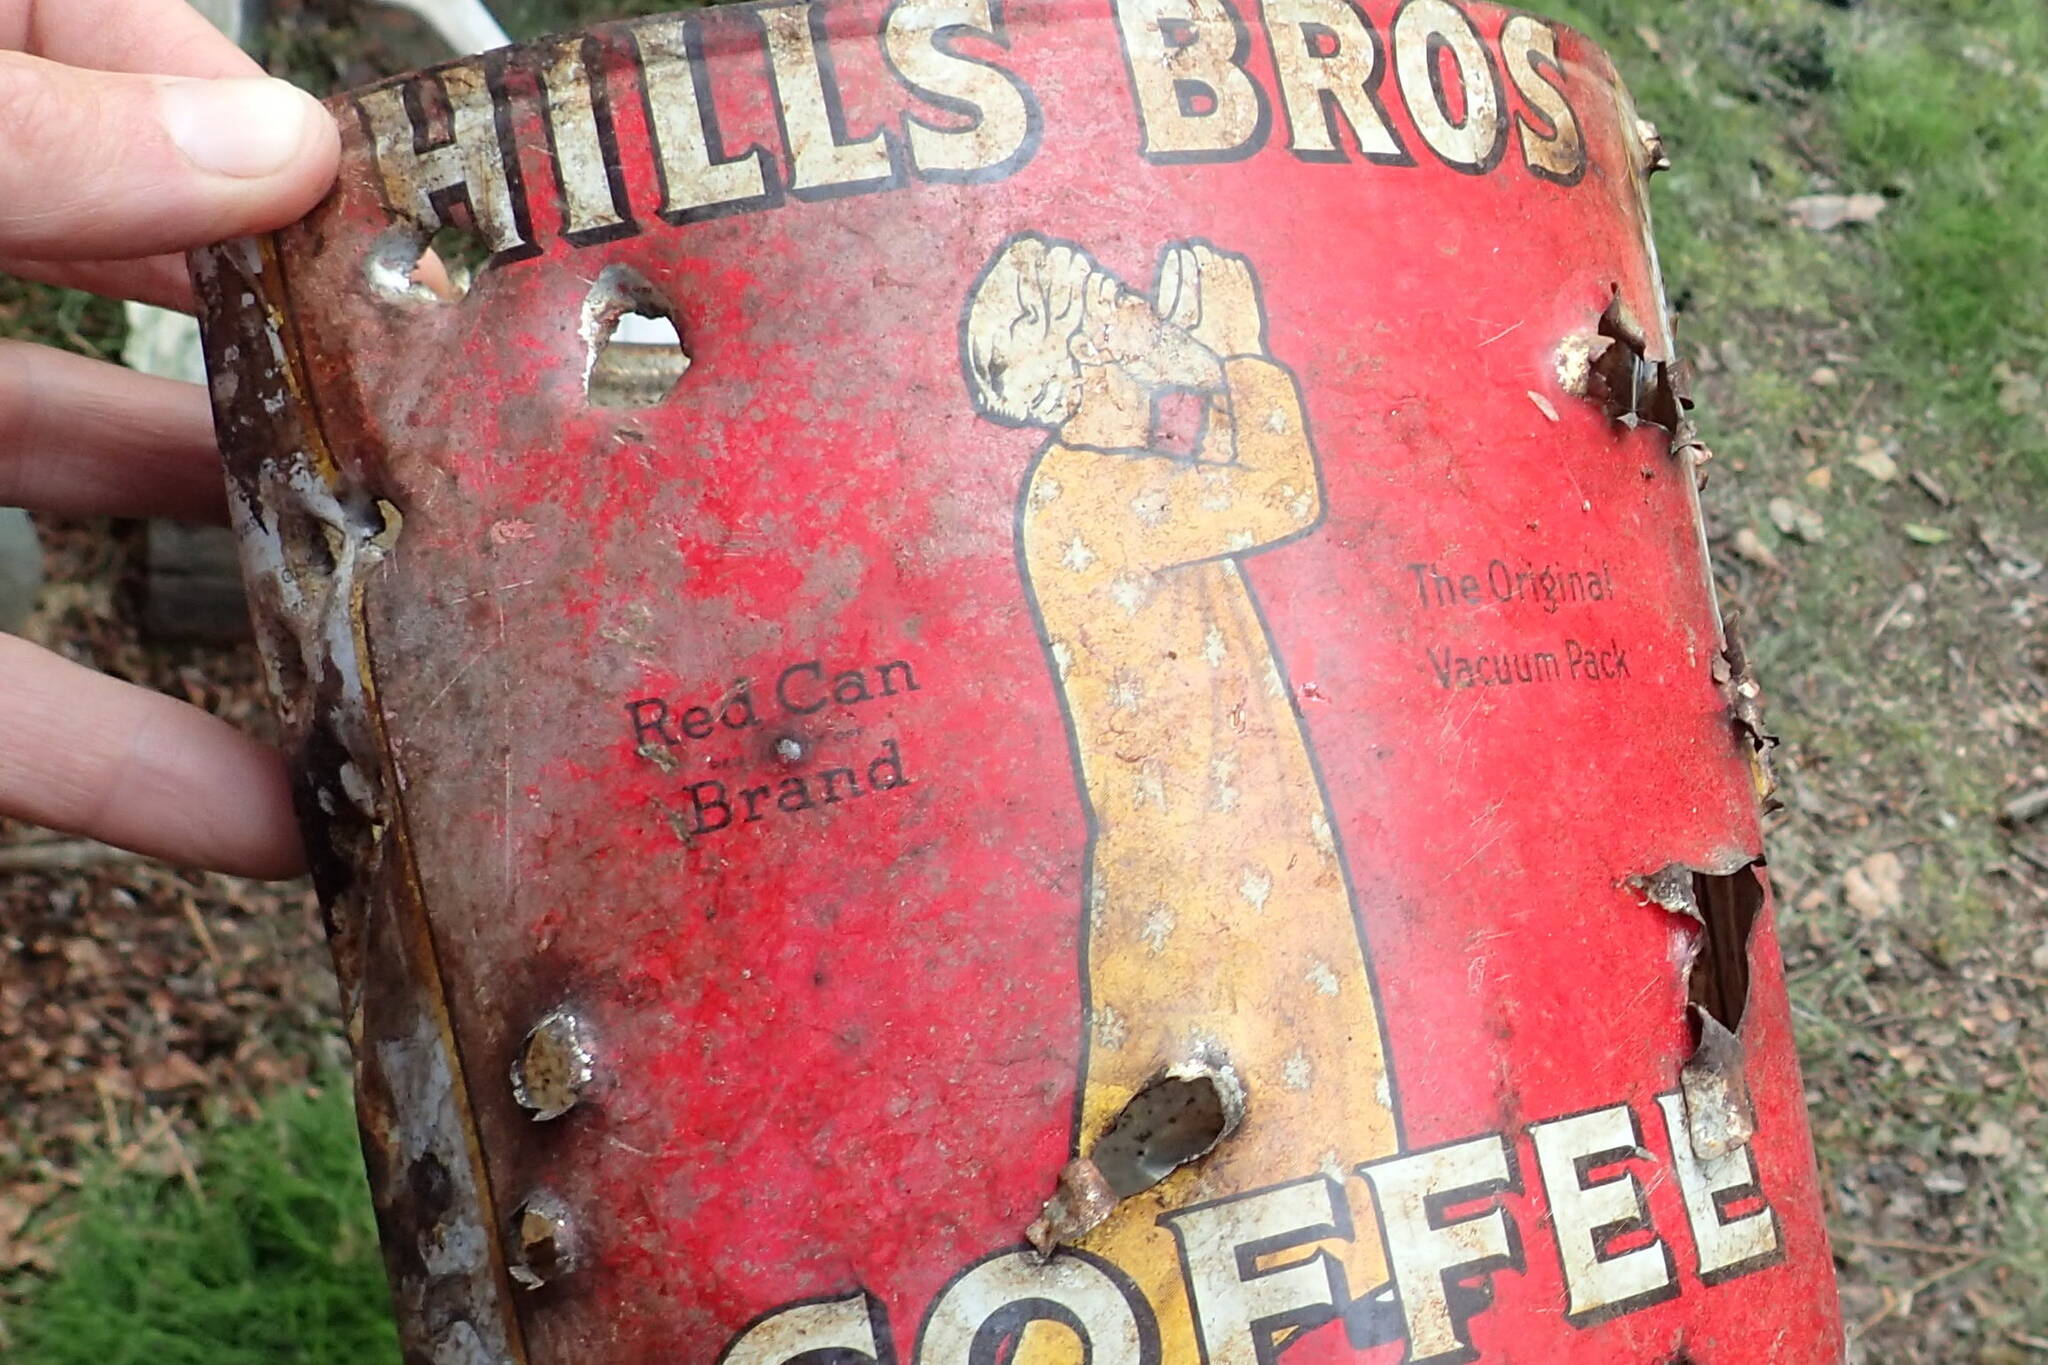 HILLS BROS
Red Can
Brand
The Original
Vacuum Pack
COFFEE